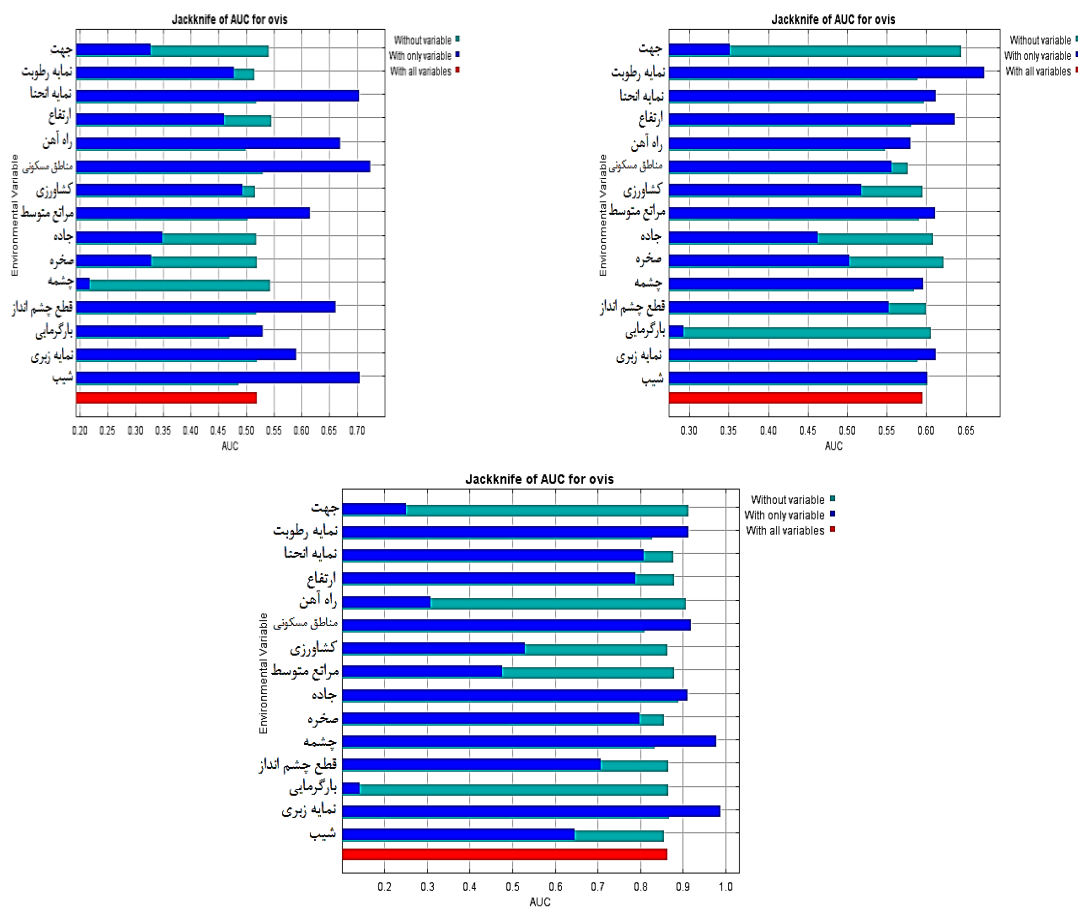 Jackknife of AUC for ovis
Environmental Variable
جهت
نمایه رطوبت
نمایه انحنا
ارتفاع
راه آهن
مناطق مسکونی
کشاورزی
مراتع متوسط
جاده
صخره
چشمه
قطع چشم انداز
بارگرمایی
نمایه زبری
شیب
Without variable
With only variable
With all variables
0.20 0.25 0.30 0.35 0.40 0.45 0.50 0.55 0.60 0.65 0.70
AUC
Jackknife of AUC for ovis
Environmental Variable
جهت
نمایه رطوبت
نمایه انحنا
ارتفاع
راه آهن
مناطق مسکونی
کشاورزی
مراتع متوسط
جاده
صخره
چشمه
قطع چشم انداز
بارگرمایی
نمایه زبری
شیب
Without variable
With only variable
With all variables
0.30 0.35 0.40 0.45 0.50 0.55 0.60 0.65
AUC
Jackknife of AUC for ovis
Environmental Variable
جهت
نمایه رطوبت
نمایه انحنا
ارتفاع
راه آهن
مناطق مسکونی
کشاورزی
مراتع متوسط
جاده
صخره
چشمه
قطع چشم انداز
بارگرمایی
نمایه زبری
شیب
Without variable
With only variable
With all variables
0.2 0.3 0.4 0.5 0.6 0.7 0.8 0.9 1.0
AUC